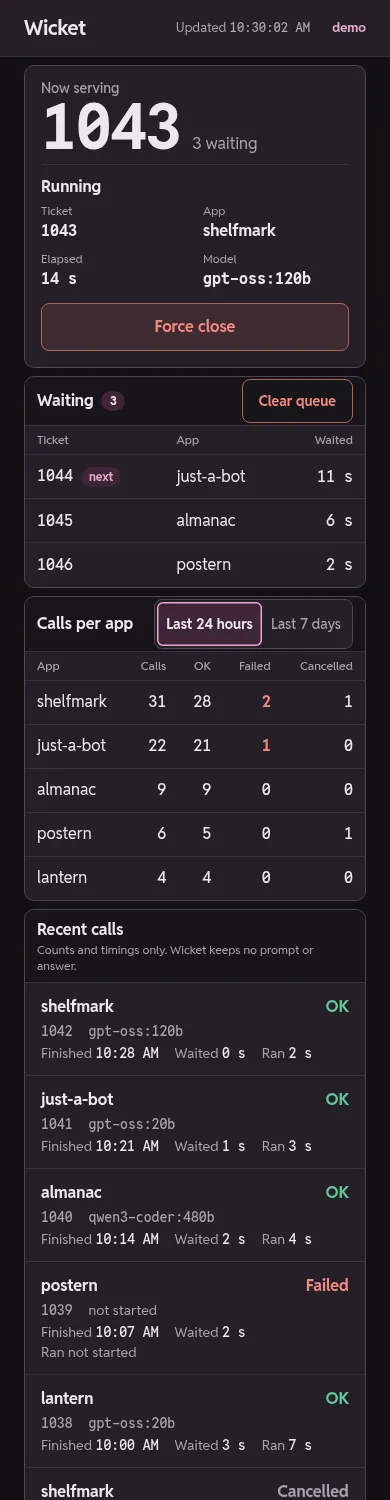 Wicket Updated 10:30:02 AM demo
Now serving
1043 3 waiting
Running
Ticket App
1043 shelfmark
Elapsed Model
14 s gpt-oss:120b
Force close
Waiting 3 Clear queue
Ticket App Waited
1044 next just-a-bot 11 s
1045 almanac 6 s
1046 postern 2 s
Calls per app Last 24 hours Last 7 days
App Calls OK Failed Cancelled
shelfmark 31 28 2 1
just-a-bot 22 21 1 0
almanac 9 9 0 0
postern 6 5 0 1
lantern 4 4 0 0
Recent calls
Counts and timings only. Wicket keeps no prompt or
answer.
shelfmark OK
1042 gpt-oss:120b
Finished 10:28 AM Waited 0 s Ran 2 s
just-a-bot OK
1041 gpt-oss:20b
Finished 10:21 AM Waited 1 s Ran 3 s
almanac OK
1040 qwen3-coder:480b
Finished 10:14 AM Waited 2 s Ran 4 s
postern Failed
1039 not started
Finished 10:07 AM Waited 2 s
Ran not started
lantern OK
1038 gpt-oss:20b
Finished 10:00 AM Waited 3 s Ran 7 s
shelfmark Cancelled